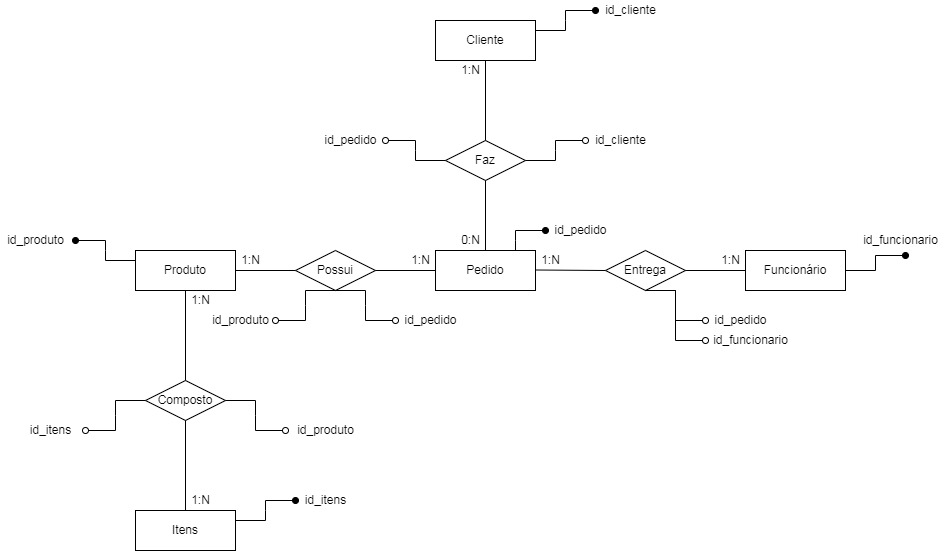 id_cliente
Cliente
1:N
id_pedido
id_cliente
Faz
0:N
id_pedido
id_produto
id_funcionario
Produto
1:N
Possui
1:N
Pedido
1:N
Entrega
1:N
Funcionário
1:N
id_produto
id_pedido
id_pedido
id_funcionario
Composto
id_itens
id_produto
1:N
id_itens
Itens